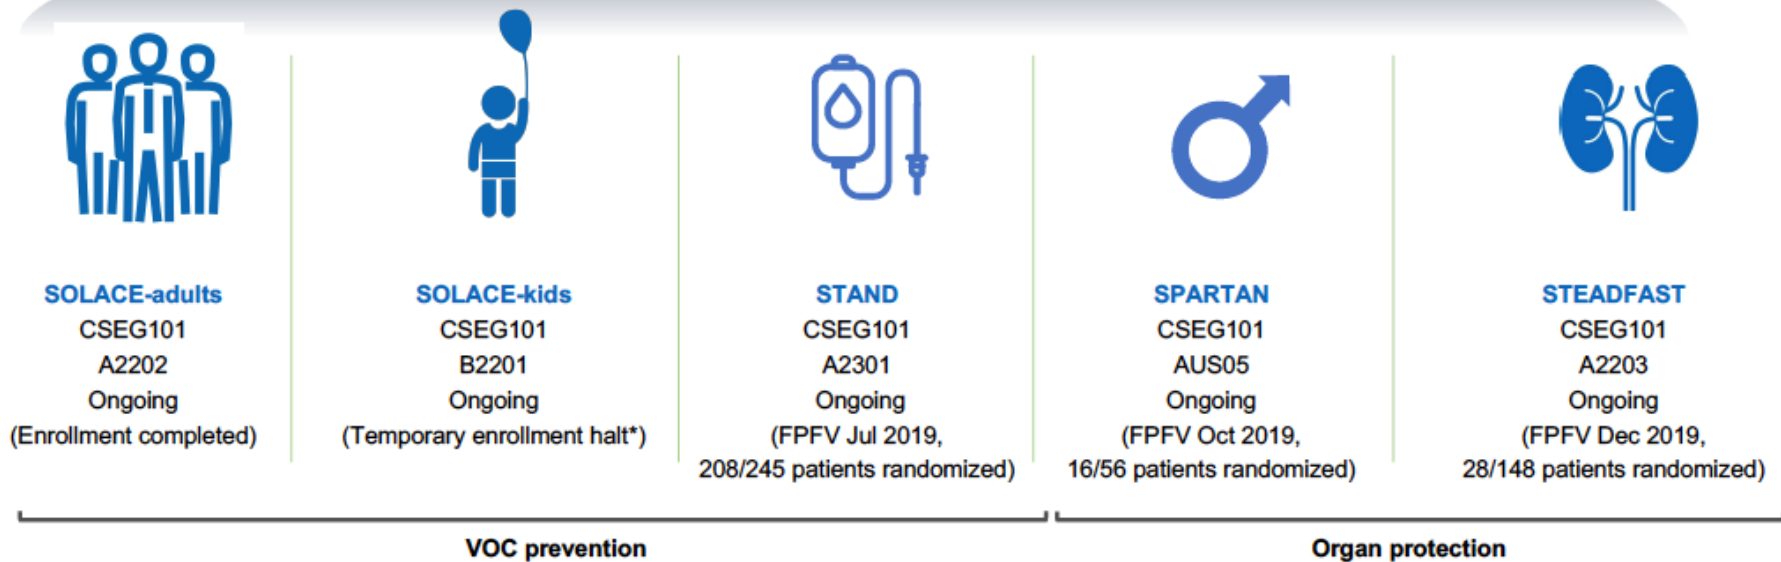 SOLACE-adults
CSEG101
A2202
Ongoing
(Enrollment completed)
SOLACE-kids
CSEG101
B2201
Ongoing
(Temporary enrollment halt*)
STAND
CSEG101
A2301
Ongoing
(FPFV Jul 2019,
208/245 patients randomized)
SPARTAN
CSEG101
AUS05
Ongoing
(FPFV Oct 2019,
16/56 patients randomized)
STEADFAST
CSEG101
A2203
Ongoing
(FPFV Dec 2019,
28/148 patients randomized)
VOC prevention
Organ protection